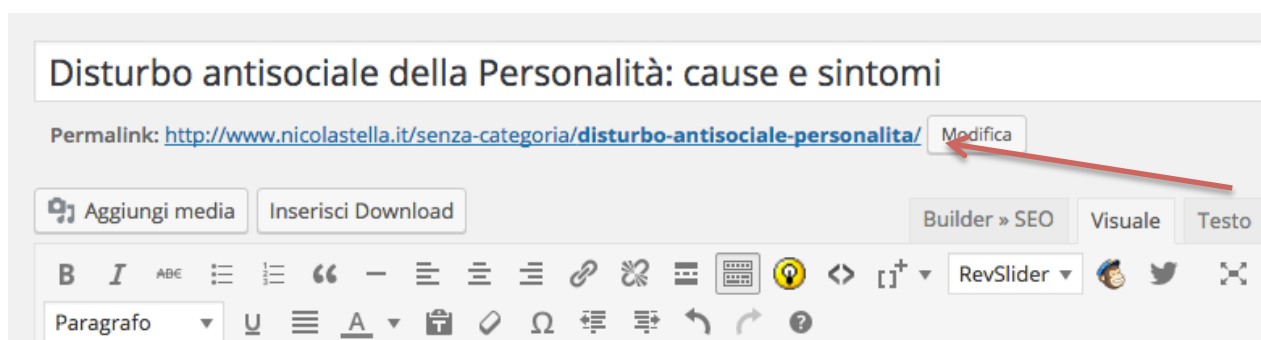 Disturbo antisociale della Personalità: cause e sintomi
Permalink: http://www.nicolastella.it/senza-categoria/disturbo-antisociale-personalita/ Modifica
Aggiungi media Inserisci Download
Builder » SEO Visuale Testo
B I ABE RevSlider
Paragrafo U A Ω